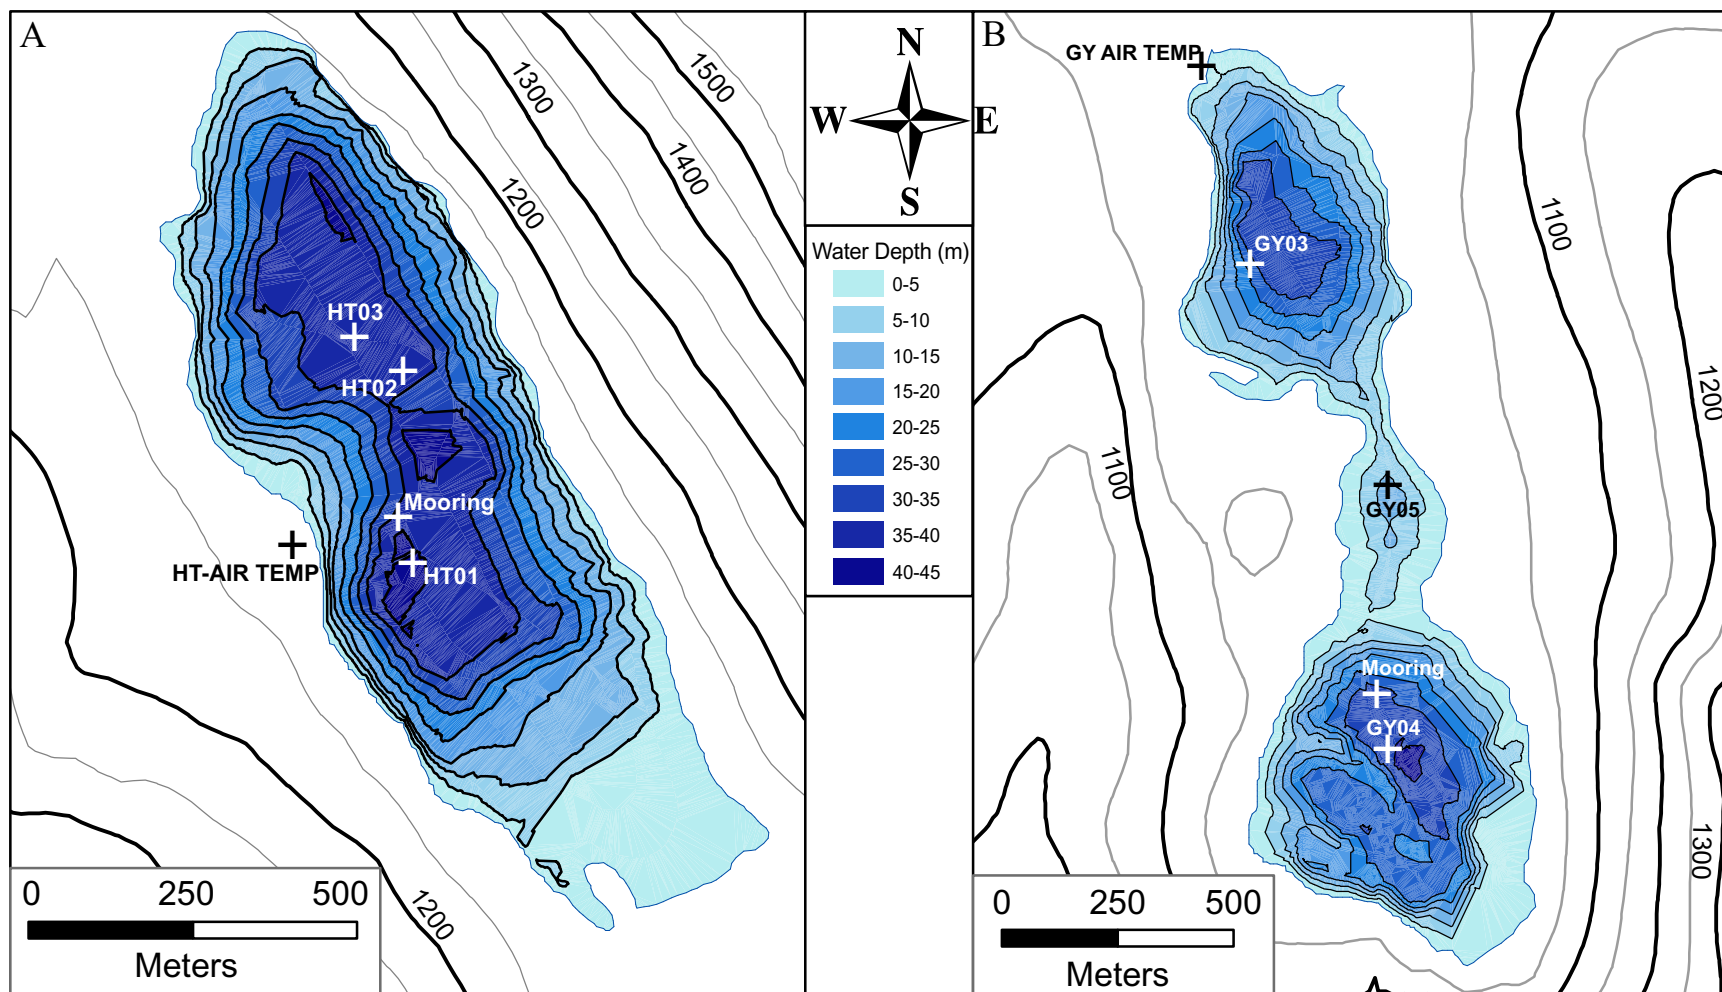 A
1300
1500
1400
1200
HT03
HT02
Mooring
HT01
HT-AIR TEMP
1200
0 250 500
Meters
N
W E
S
Water Depth (m)
0-5
5-10
10-15
15-20
20-25
25-30
30-35
35-40
40-45
B
GY AIR TEMP
1100
GY03
1200
1100
GY05
Mooring
GY04
1300
0 250 500
Meters